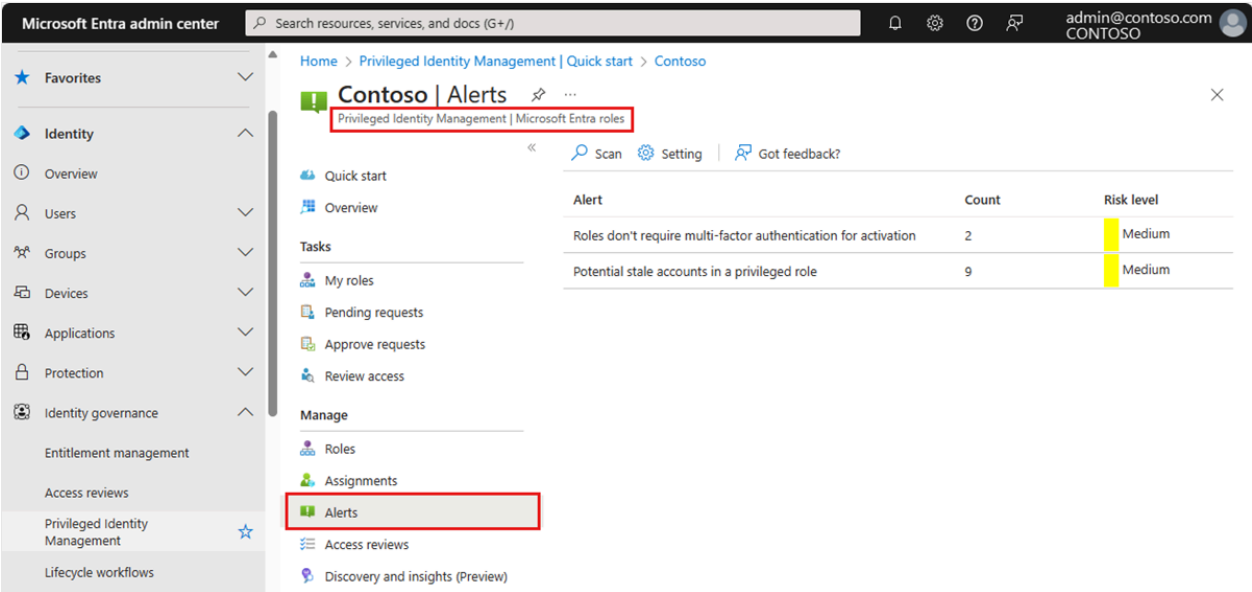 Microsoft Entra admin center
Search resources, services, and docs (G+/)
admin@contoso.com
CONTOSO
Favorites
Identity
Overview
Users
Groups
Devices
Applications
Protection
Identity governance
Entitlement management
Access reviews
Privileged Identity
Management
Lifecycle workflows
Home > Privileged Identity Management | Quick start > Contoso
Contoso | Alerts
Privileged Identity Management | Microsoft Entra roles
Quick start
Overview
Tasks
My roles
Pending requests
Approve requests
Review access
Manage
Roles
Assignments
Alerts
Access reviews
Discovery and insights (Preview)
Scan Setting Got feedback?
Alert Count Risk level
Roles don't require multi-factor authentication for activation 2 Medium
Potential stale accounts in a privileged role 9 Medium